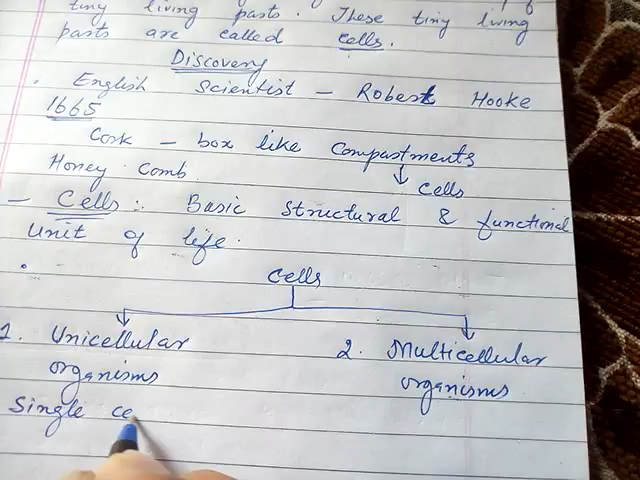 tiny living parts. These tiny living
parts are called cells.
Discovery
. English Scientist – Robert Hooke
1665
Cork – box like Compartments
Honey Comb ↓ Cells
– Cells :- Basic Structural & functional
Unit of life.
Cells
1. Unicellular organisms
2. Multicellular organisms
Single ce